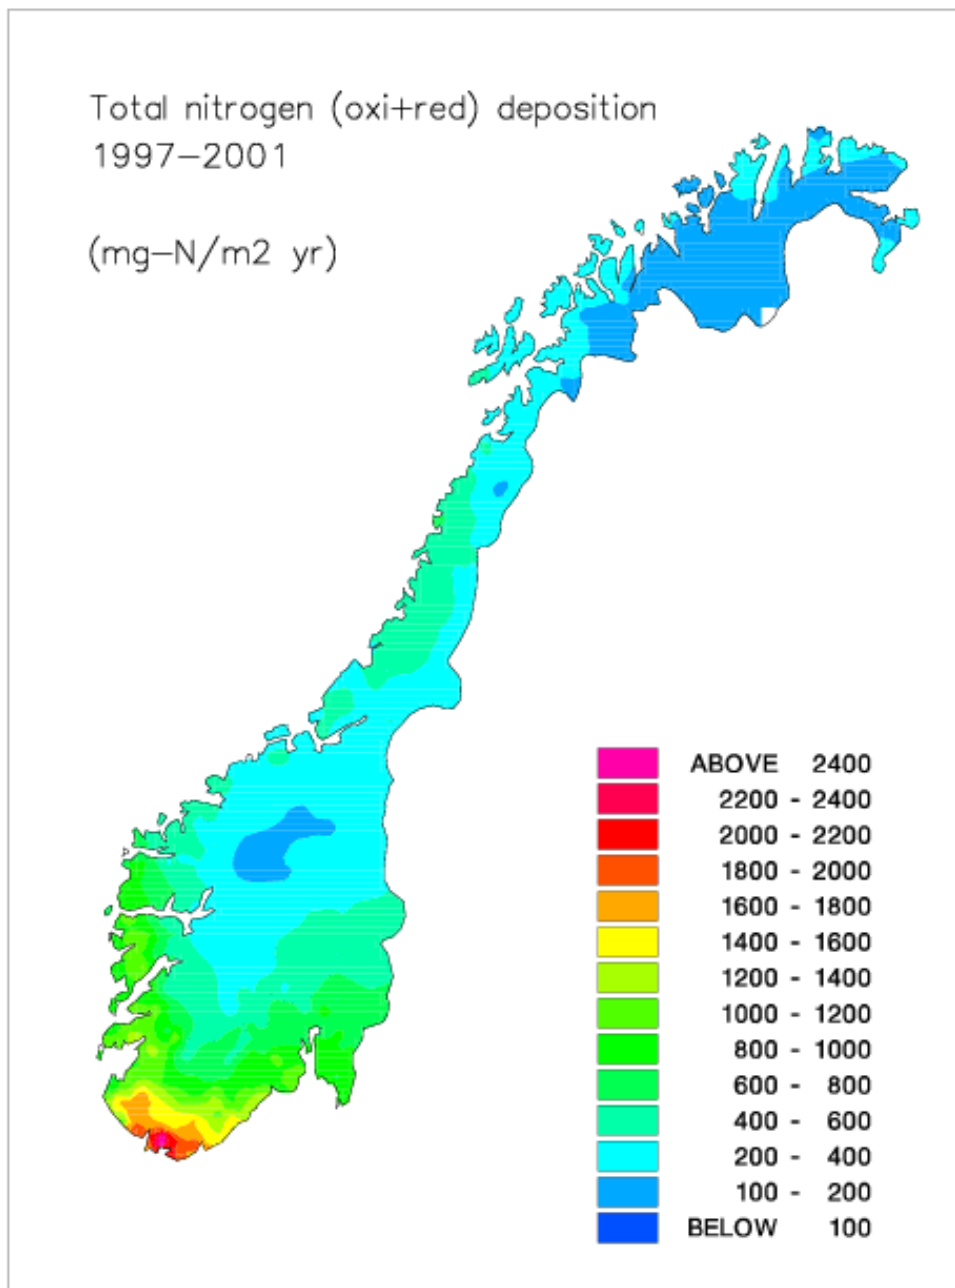 Total nitrogen (oxi+red) deposition
1997-2001
(mg-N/m2 yr)
ABOVE 2400
2200 - 2400
2000 - 2200
1800 - 2000
1600 - 1800
1400 - 1600
1200 - 1400
1000 - 1200
800 - 1000
600 - 800
400 - 600
200 - 400
100 - 200
BELOW 100